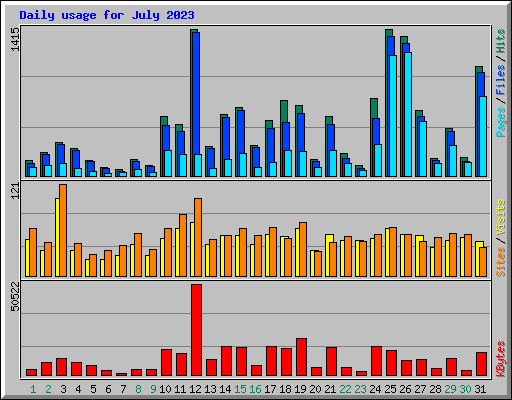 Daily usage for July 2023
1415
Pages / Files / Hits
121
Sites / Visits
50522
KBytes
1 2 3 4 5 6 7 8 9 10 11 12 13 14 15 16 17 18 19 20 21 22 23 24 25 26 27 28 29 30 31